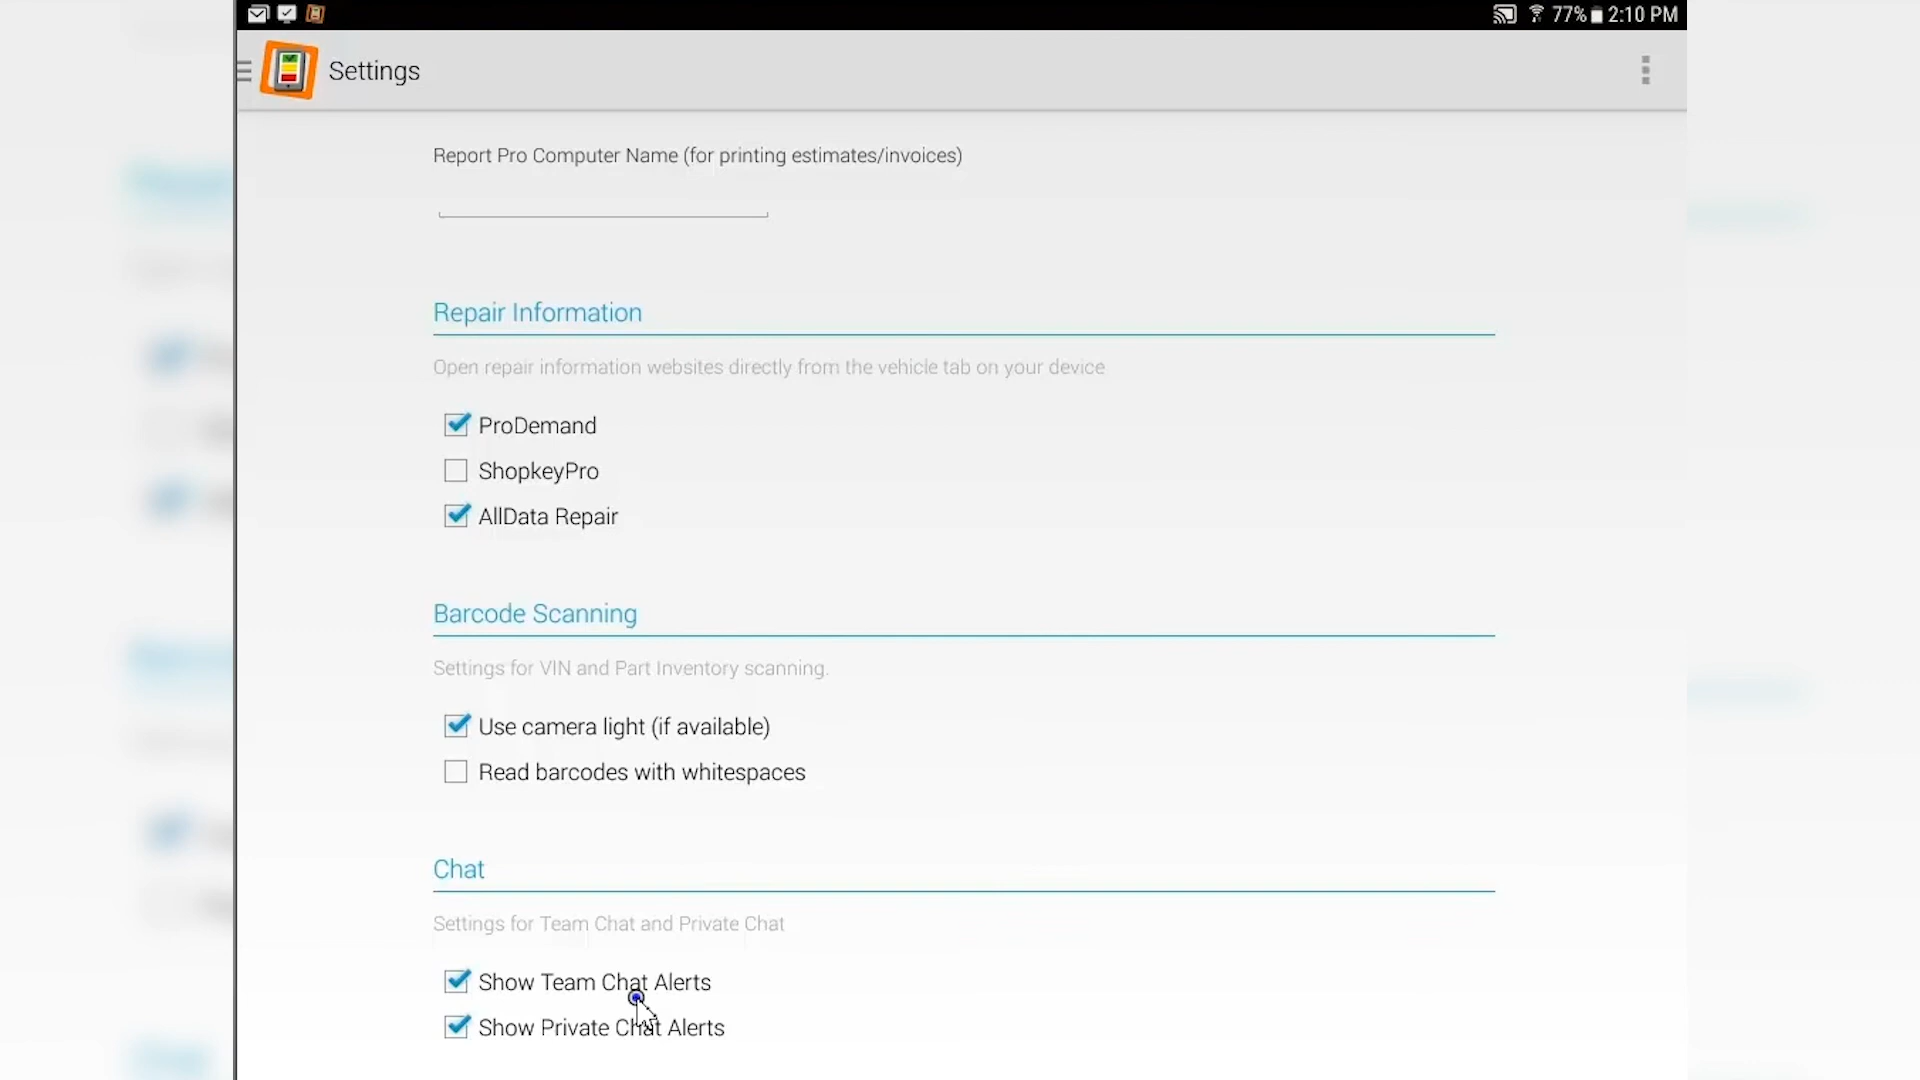 77% 2:10 PM
Settings
Report Pro Computer Name (for printing estimates/invoices)
Repair Information
Open repair information websites directly from the vehicle tab on your device
ProDemand
ShopkeyPro
AllData Repair
Barcode Scanning
Settings for VIN and Part Inventory scanning.
Use camera light (if available)
Read barcodes with whitespaces
Chat
Settings for Team Chat and Private Chat
Show Team Chat Alerts
Show Private Chat Alerts